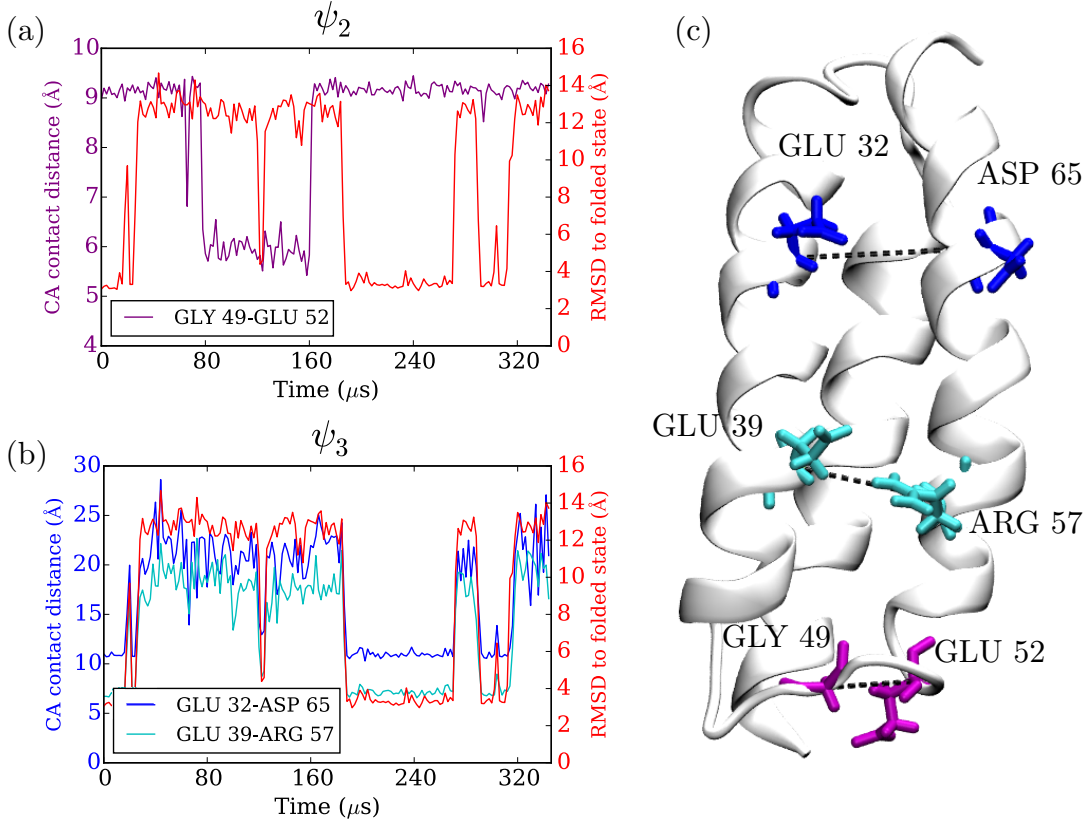 (a)
ψ2
10
9
8
7
6
5
4
CA contact distance (Å)
16
14
12
10
8
6
4
2
0
RMSD to folded state (Å)
GLY 49-GLU 52
0 80 160 240 320
Time (μs)
(b)
ψ3
30
25
20
15
10
5
0
CA contact distance (Å)
16
14
12
10
8
6
4
2
0
RMSD to folded state (Å)
GLU 32-ASP 65
GLU 39-ARG 57
0 80 160 240 320
Time (μs)
(c)
GLU 32
ASP 65
GLU 39
ARG 57
GLY 49
GLU 52